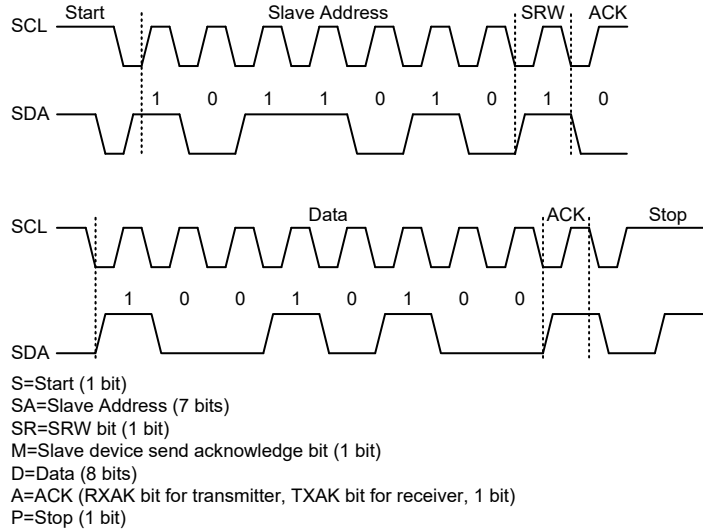 Start Slave Address SRW ACK
SCL
1 0 1 1 0 1 0 1 0
SDA
Data ACK Stop
SCL
1 0 0 1 0 1 0 0
SDA
S=Start (1 bit)
SA=Slave Address (7 bits)
SR=SRW bit (1 bit)
M=Slave device send acknowledge bit (1 bit)
D=Data (8 bits)
A=ACK (RXAK bit for transmitter, TXAK bit for receiver, 1 bit)
P=Stop (1 bit)